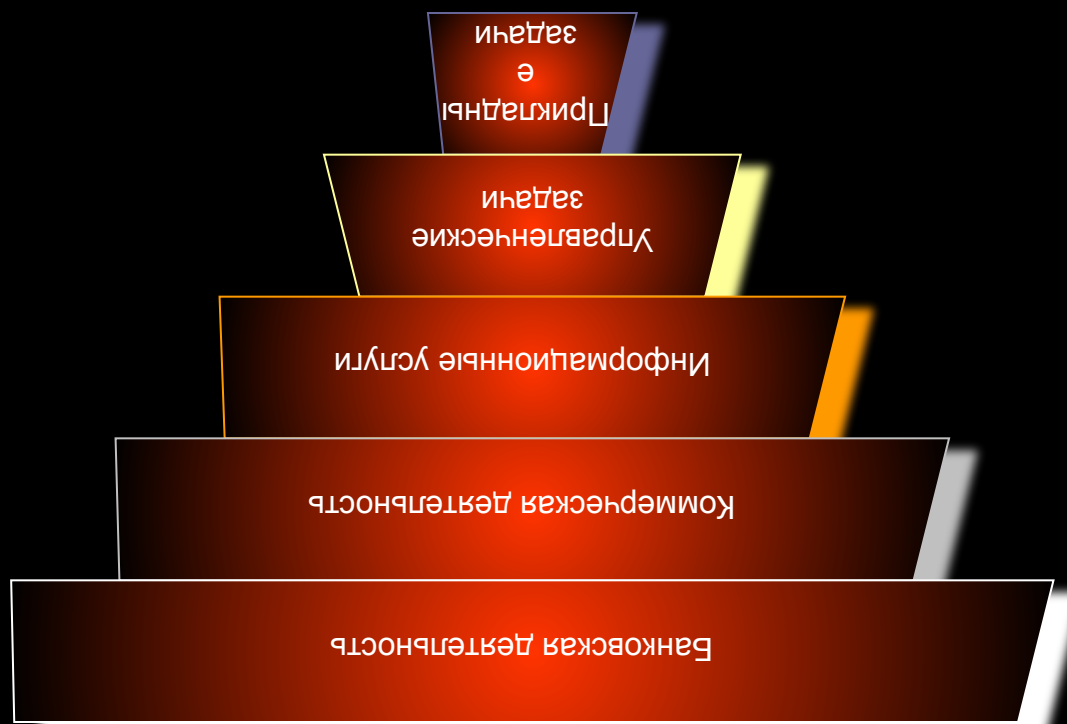 Банковская деятельность
Коммерческая деятельность
Информационные услуги
Управленческие
задачи
Прикладны
е
задачи